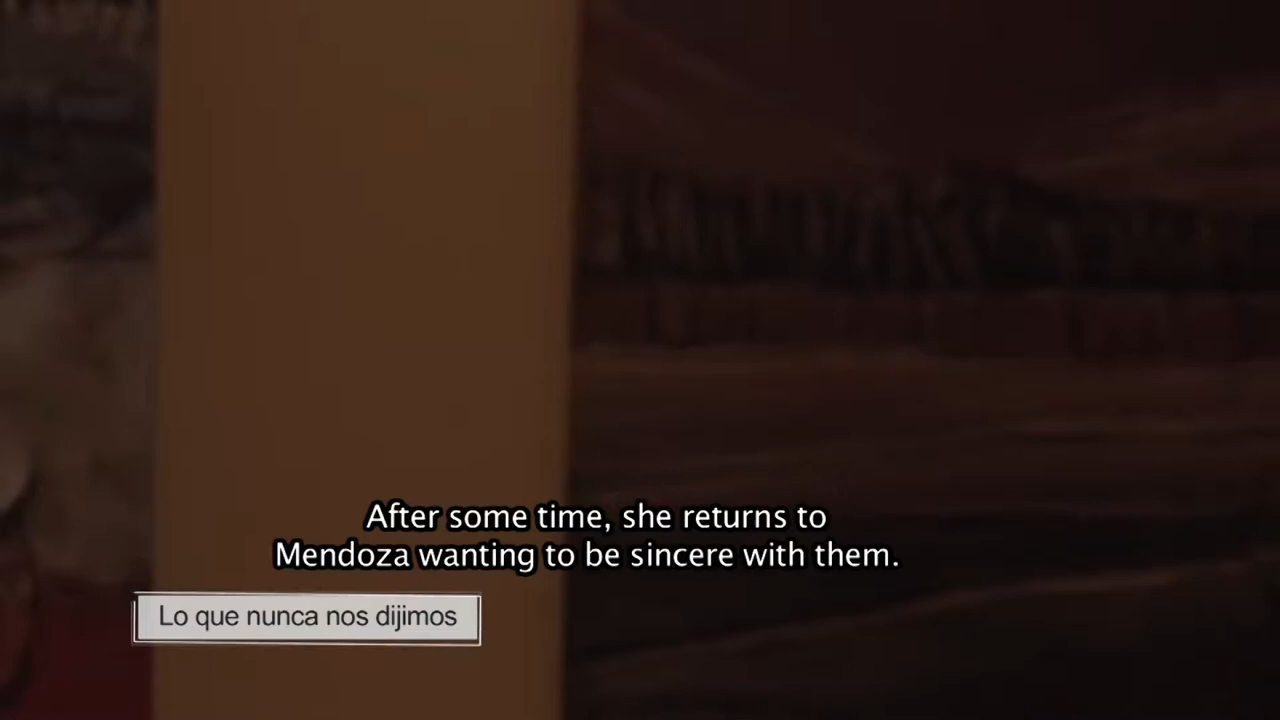 After some time, she returns to
Mendoza wanting to be sincere with them.
Lo que nunca nos dijimos